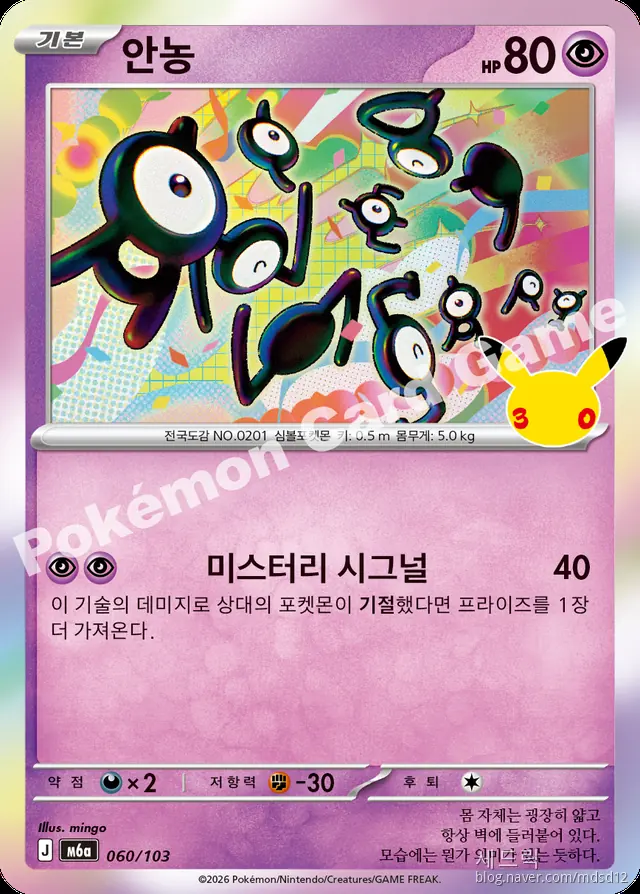 기본
안농
HP 80
30
전국도감 NO.0201 심볼포켓몬 키: 0.5 m 몸무게: 5.0 kg
Pokémon Card Game
미스터리 시그널 40
이 기술의 데미지로 상대의 포켓몬이 기절했다면 프라이즈를 1장
더 가져온다.
약점 ×2 저항력 -30 후퇴
Illus. mingo
몸 자체는 굉장히 얇고
항상 벽에 들러붙어 있다.
모습에는 뭔가 의미가 있는 듯하다.
J M6a 060/103
세드릭
blog.naver.com/mdsd12
©2026 Pokémon/Nintendo/Creatures/GAME FREAK.